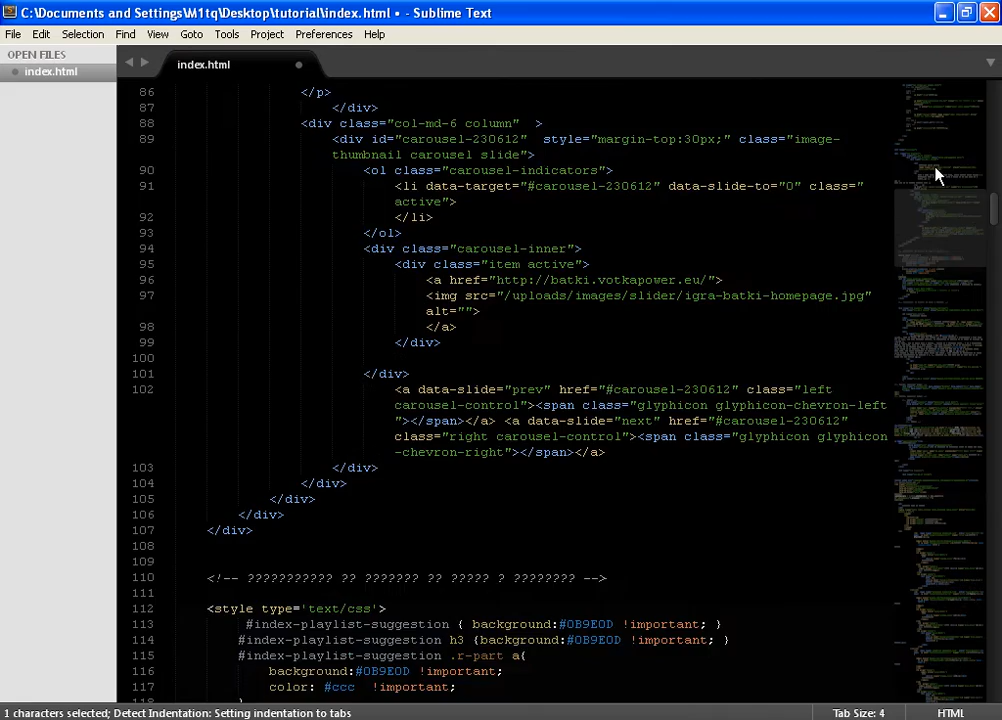 C:\Documents and Settings\M1tq\Desktop\tutorial\index.html • - Sublime Text
File Edit Selection Find View Goto Tools Project Preferences Help
OPEN FILES
index.html
index.html
86 </p>
87 </div>
88 <div class="col-md-6 column"  >
89 <div id="carousel-230612"  style="margin-top:30px;" class="image-
thumbnail carousel slide">
90 <ol class="carousel-indicators">
91 <li data-target="#carousel-230612" data-slide-to="0" class="
active">
92 </li>
93 </ol>
94 <div class="carousel-inner">
95 <div class="item active">
96 <a href="http://batki.votkapower.eu/">
97 <img src="/uploads/images/slider/igra-batki-homepage.jpg"
alt="">
98 </a>
99 </div>
100
101 </div>
102 <a data-slide="prev" href="#carousel-230612" class="left
carousel-control"><span class="glyphicon glyphicon-chevron-left
"></span></a> <a data-slide="next" href="#carousel-230612"
class="right carousel-control"><span class="glyphicon glyphicon
-chevron-right"></span></a>
103 </div>
104 </div>
105 </div>
106 </div>
107 </div>
108
109
110 <!-- ??????????? ?? ??????? ?? ????? ? ???????? -->
111
112 <style type='text/css'>
113 #index-playlist-suggestion { background:#0B9E0D !important; }
114 #index-playlist-suggestion h3 {background:#0B9E0D !important; }
115 #index-playlist-suggestion .r-part a{
116 background:#0B9E0D !important;
117 color: #ccc  !important;
1 characters selected; Detect Indentation: Setting indentation to tabs
Tab Size: 4
HTML